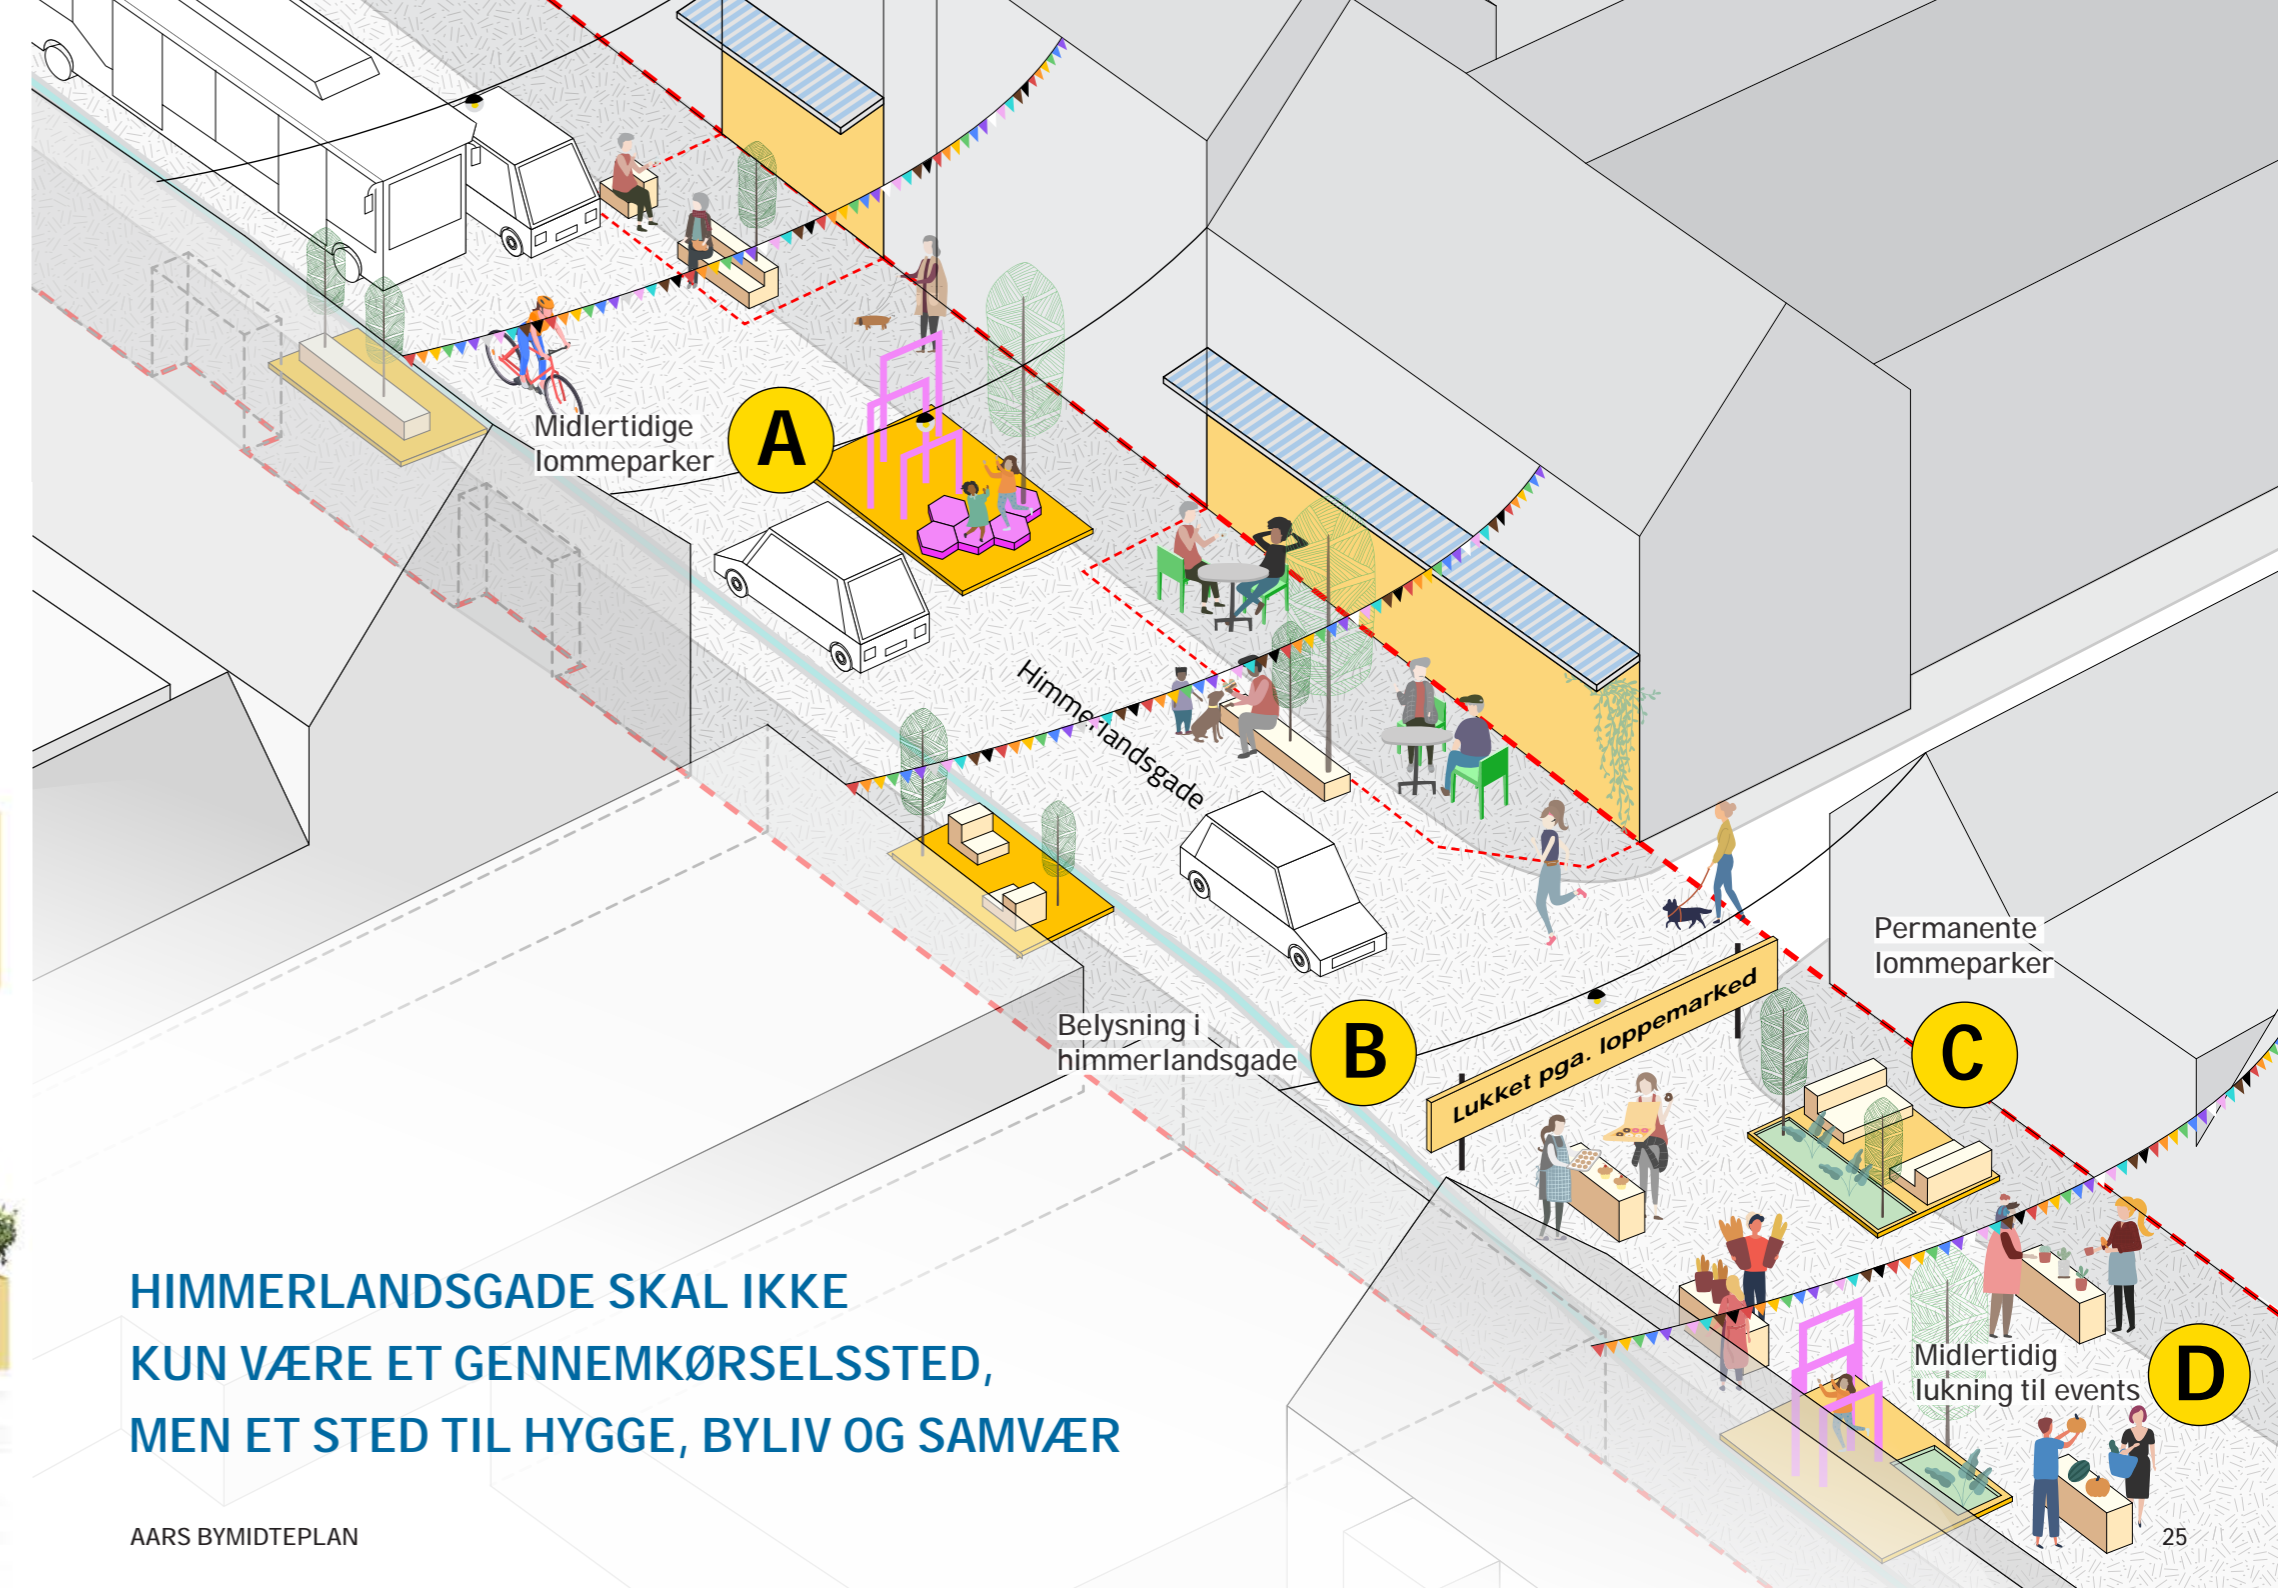 Midlertidige
lommeparker
A
Himmerlandsgade
Permanente
lommeparker
C
Belysning i
himmerlandsgade
B
Lukket pga. loppemarked
Midlertidig
lukning til events
D
HIMMERLANDSGADE SKAL IKKE
KUN VÆRE ET GENNEMKØRSELSSTED,
MEN ET STED TIL HYGGE, BYLIV OG SAMVÆR
AARS BYMIDTEPLAN
25